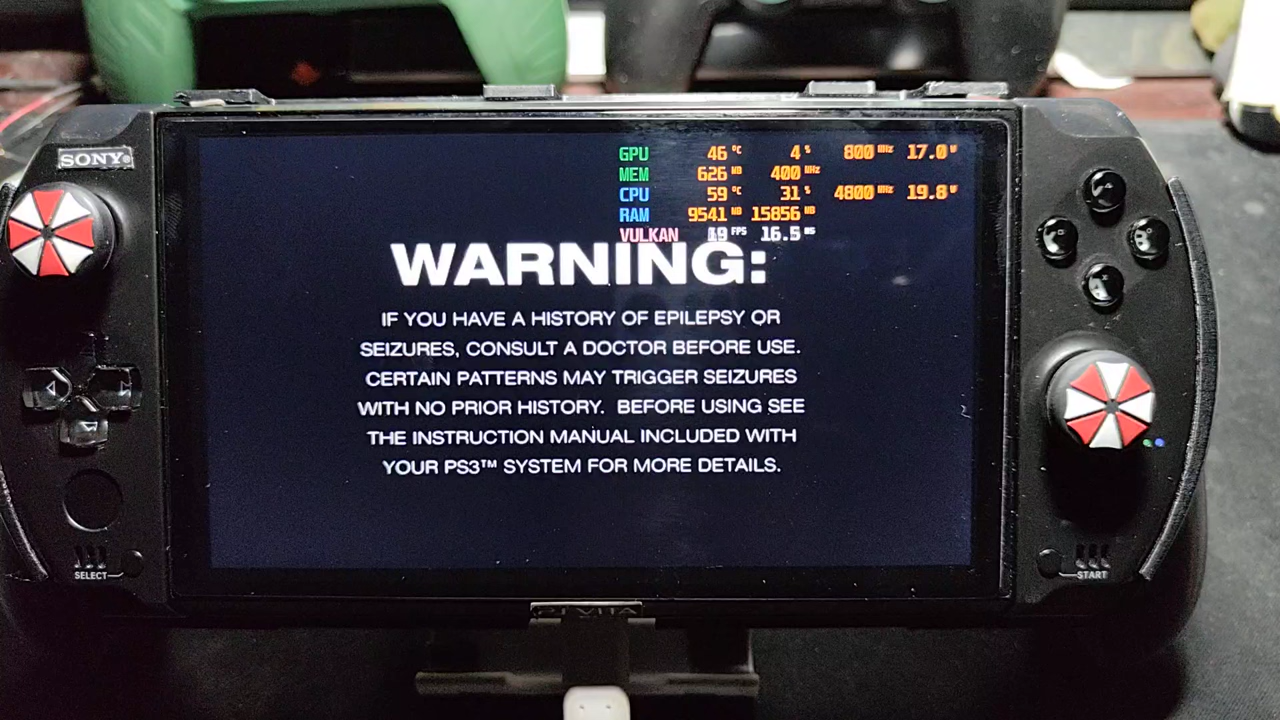 SONY®
GPU 46 °C 4 % 800 MHz 17.0 W
MEM 626 MB 400 MHz
CPU 59 °C 31 % 4800 MHz 19.8 W
RAM 9541 MB 15856 MB
VULKAN 19 FPS 16.5 ms
WARNING:
IF YOU HAVE A HISTORY OF EPILEPSY OR
SEIZURES, CONSULT A DOCTOR BEFORE USE.
CERTAIN PATTERNS MAY TRIGGER SEIZURES
WITH NO PRIOR HISTORY. BEFORE USING SEE
THE INSTRUCTION MANUAL INCLUDED WITH
YOUR PS3™ SYSTEM FOR MORE DETAILS.
SELECT
START
PSVITA